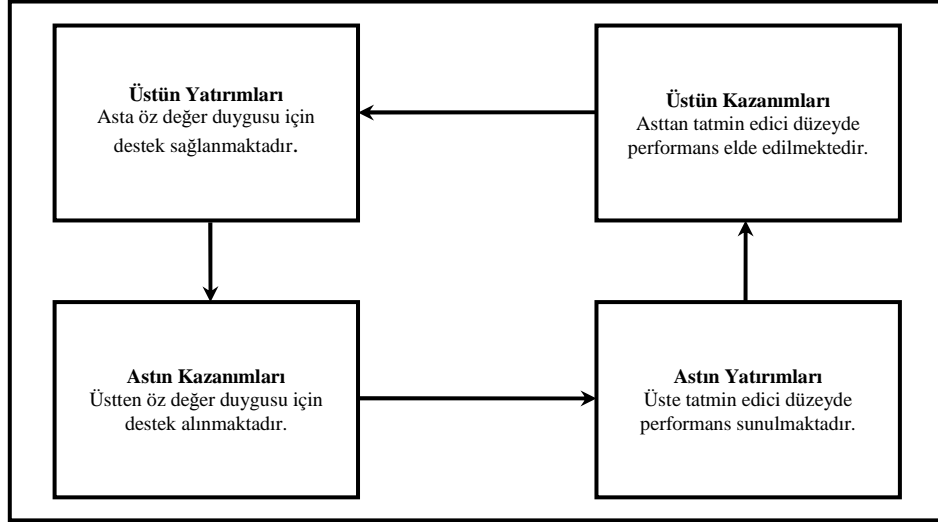 Üstün Yatırımları
Asta öz değer duygusu için
destek sağlanmaktadır.
Üstün Kazanımları
Asttan tatmin edici düzeyde
performans elde edilmektedir.
Astın Kazanımları
Üstten öz değer duygusu için
destek alınmaktadır.
Astın Yatırımları
Üste tatmin edici düzeyde
performans sunulmaktadır.